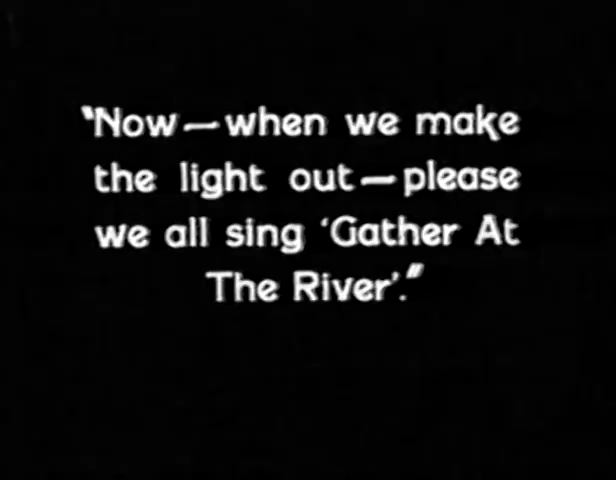 "Now—when we make
the light out—please
we all sing 'Gather At
The River'."